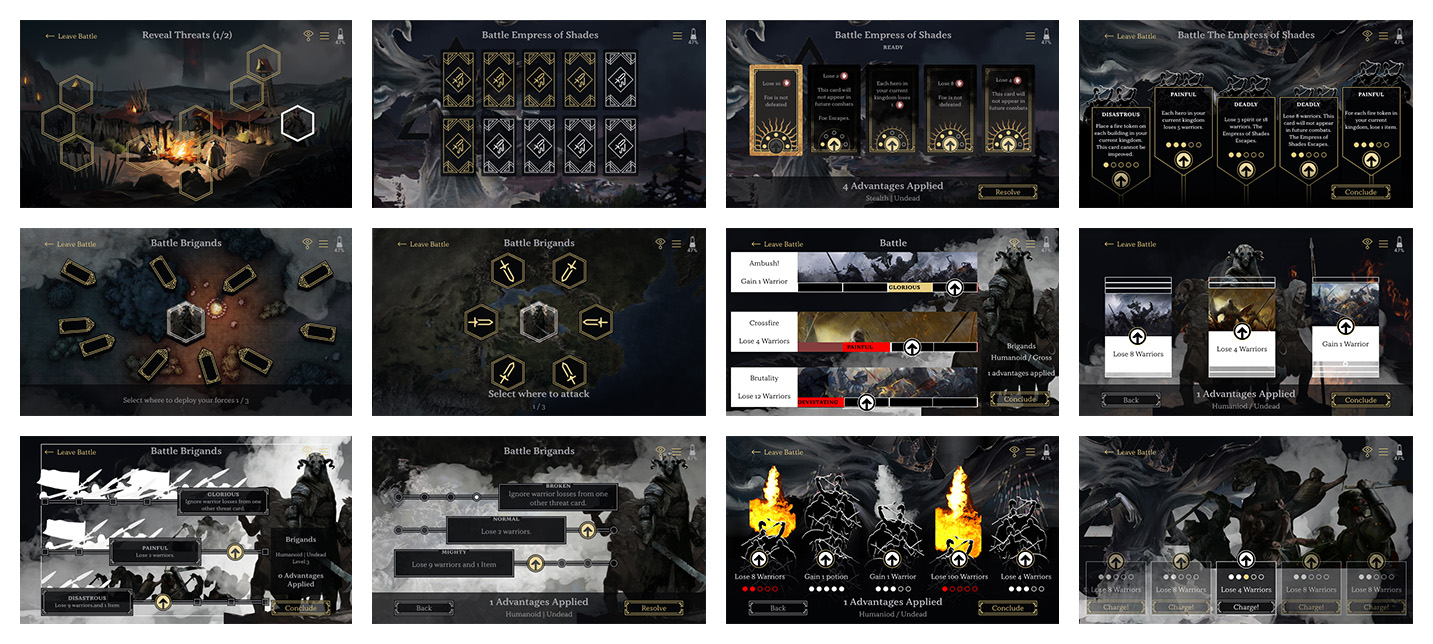 ← Leave Battle
Reveal Threats (1/2)
47%
Battle Empress of Shades
47%
Battle Empress of Shades
READY
47%
Lose 10
Foe is not
defeated
Lose 2
This card will
not appear in
future combats
Foe Escapes.
Each hero in
your current
kingdom loses
1
Lose 8
Foe is not
defeated
Lose 4
This card will
not appear in
future combats
4 Advantages Applied
Stealth | Undead
Resolve
← Leave Battle
Battle The Empress of Shades
47%
DISASTROUS
Place a fire token
on each building in your
current kingdom.
This card cannot be
improved.
PAINFUL
Each hero in your
current kingdom
loses 5 warriors.
DEADLY
Lose 3 spirit or 18
warriors. The
Empress of Shades
Escapes.
DEADLY
Lose 8 warriors. This card will
not appear in future combats.
The Empress of Shades
Escapes.
PAINFUL
For each fire token in
your current
kingdom, lose 1 item.
Conclude
← Leave Battle
Battle Brigands
47%
Select where to deploy your forces 1 / 3
← Leave Battle
Battle Brigands
47%
Select where to attack
1 / 3
← Leave Battle
Battle
47%
Ambush!
Gain 1 Warrior
GLORIOUS
Crossfire
Lose 4 Warriors
PAINFUL
Brutality
Lose 12 Warriors
DEVASTATING
Brigands
Humanoid / Gross
1 advantages applied
Conclude
← Leave Battle
47%
Lose 8 Warriors
Lose 4 Warriors
Gain 1 Warrior
Back
1 Advantages Applied
Humaniod / Undead
Conclude
← Leave Battle
Battle Brigands
47%
GLORIOUS
Ignore warrior losses from one
other threat card.
PAINFUL
Lose 2 warriors.
DISASTROUS
Lose 9 warriors and 1 Item
Brigands
Humanoid | Undead
Level 3
0 Advantages
Applied
Conclude
← Leave Battle
Battle Brigands
47%
BROKEN
Ignore warrior losses from one
other threat card.
NORMAL
Lose 2 warriors.
MIGHTY
Lose 9 warriors and 1 Item
Back
1 Advantages Applied
Humanoid | Undead
Resolve
← Leave Battle
47%
Lose 8 Warriors
Gain 1 potion
Gain 1 Warrior
Lose 100 Warriors
Lose 4 Warriors
Back
1 Advantages Applied
Humaniod / Undead
Conclude
← Leave Battle
47%
Lose 8 Warriors
Lose 8 Warriors
Lose 4 Warriors
Lose 8 Warriors
Lose 8 Warriors
Charge!
Charge!
Charge!
Charge!
Charge!